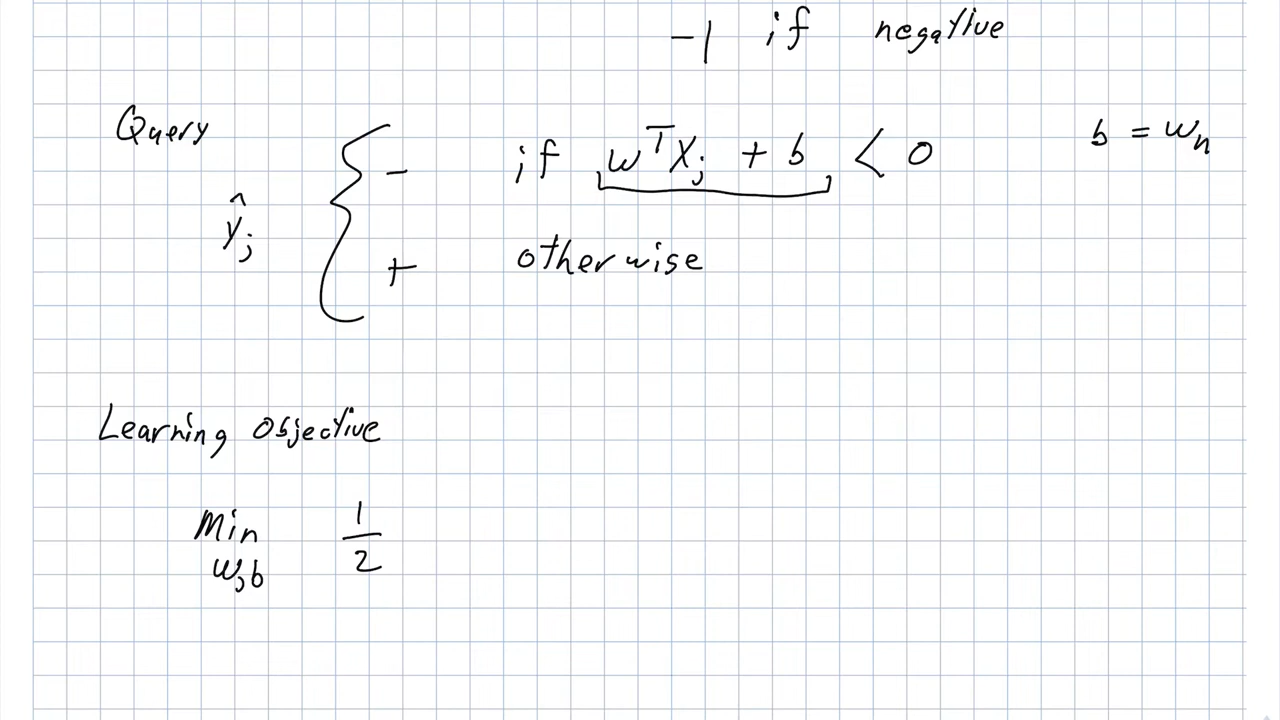 -1 if negative
Query
ŷj { - if wᵀXj + b < 0 b = wn
+ otherwise
Learning Objective
Min 1/2
w,b